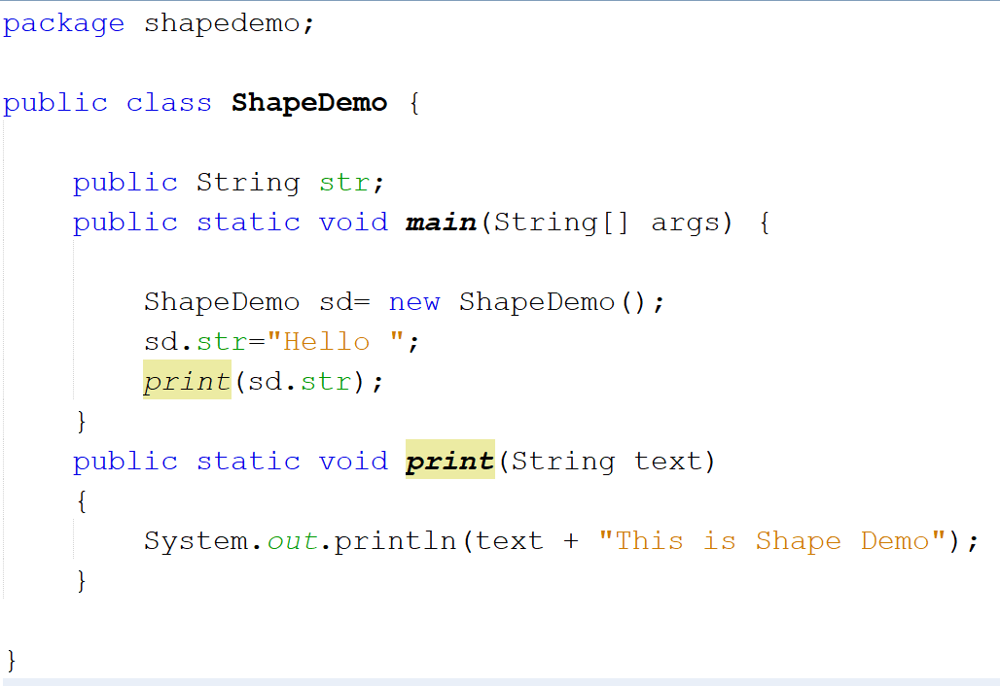 package shapedemo;
public class ShapeDemo {
public String str;
public static void main(String[] args) {
ShapeDemo sd= new ShapeDemo();
sd.str="Hello ";
print(sd.str);
}
public static void print(String text)
{
System.out.println(text + "This is Shape Demo");
}
}